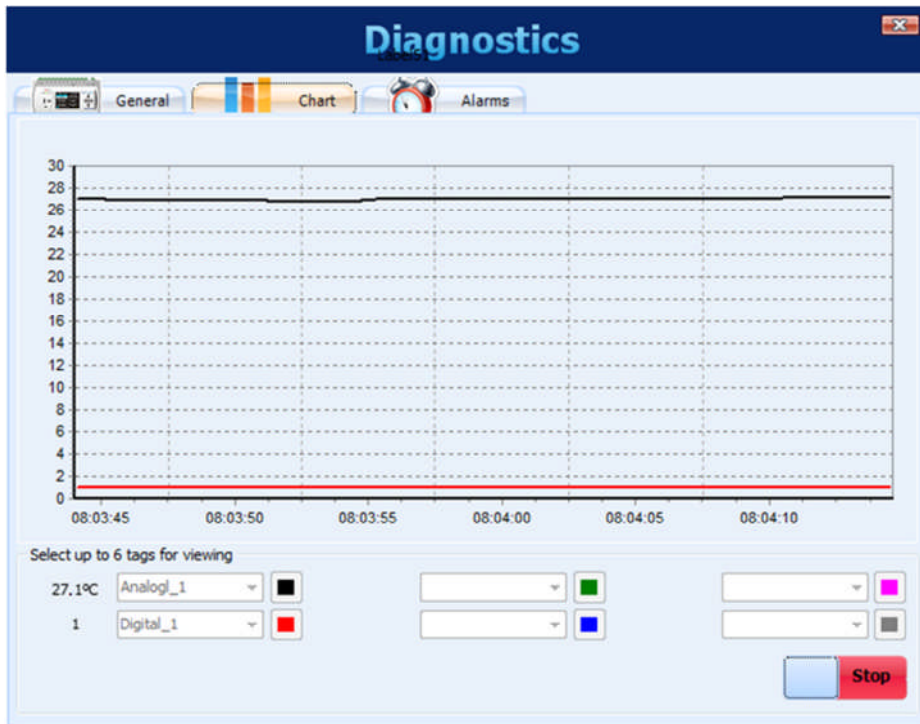 Diagnostics
Label51
General Chart Alarms
30
28
26
24
22
20
18
16
14
12
10
8
6
4
2
0
08:03:45 08:03:50 08:03:55 08:04:00 08:04:05 08:04:10
Select up to 6 tags for viewing
27.1ºC AnalogI_1
1 Digital_1
Stop